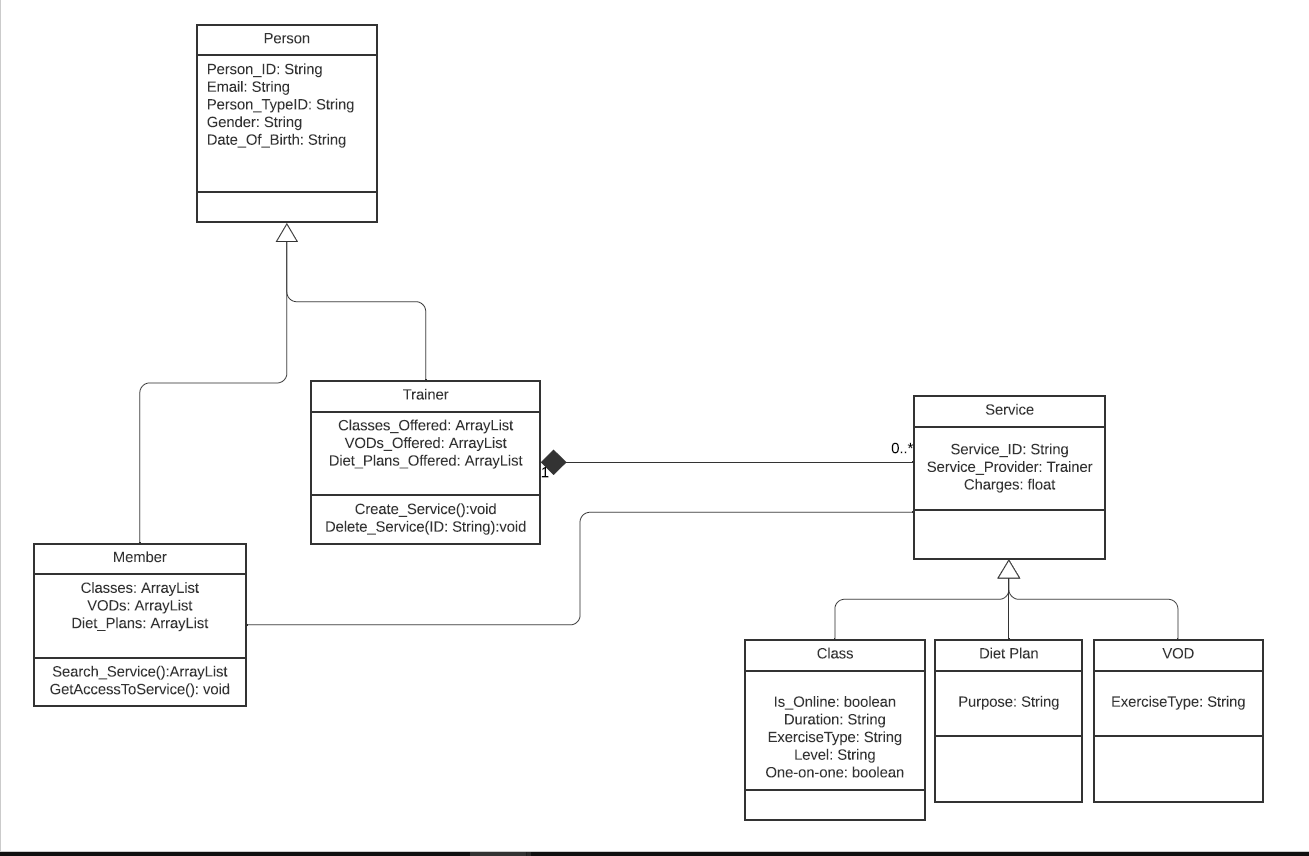 Person
Person_ID: String
Email: String
Person_TypeID: String
Gender: String
Date_Of_Birth: String
Trainer
Classes_Offered: ArrayList
VODs_Offered: ArrayList
Diet_Plans_Offered: ArrayList
Create_Service():void
Delete_Service(ID: String):void
1
0..*
Service
Service_ID: String
Service_Provider: Trainer
Charges: float
Member
Classes: ArrayList
VODs: ArrayList
Diet_Plans: ArrayList
Search_Service():ArrayList
GetAccessToService(): void
Class
Is_Online: boolean
Duration: String
ExerciseType: String
Level: String
One-on-one: boolean
Diet Plan
Purpose: String
VOD
ExerciseType: String